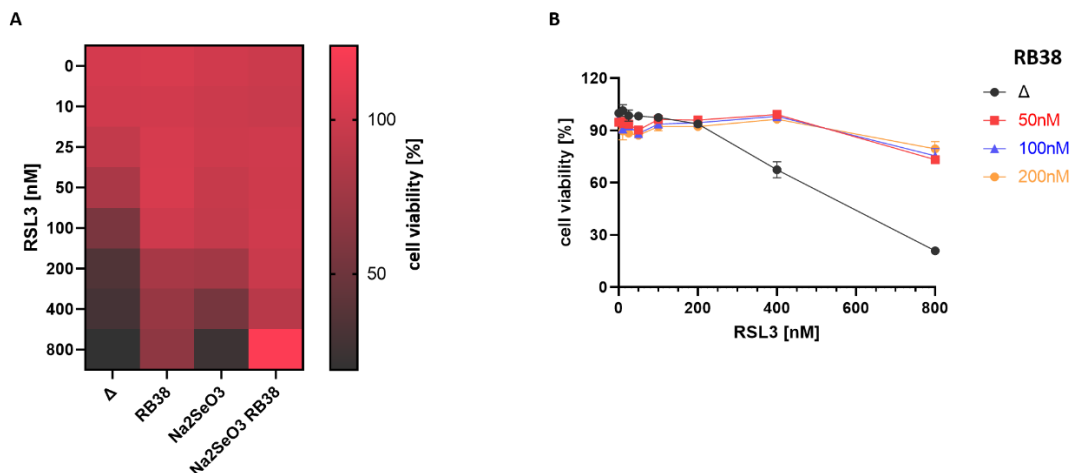 A
0
10
25
50
100
200
400
800
RSL3 [nM]
Δ
RB38
Na2SeO3
Na2SeO3 RB38
100
50
cell viability [%]
B
120
90
60
30
0
cell viability [%]
0
200
400
600
800
RSL3 [nM]
RB38
Δ
50nM
100nM
200nM